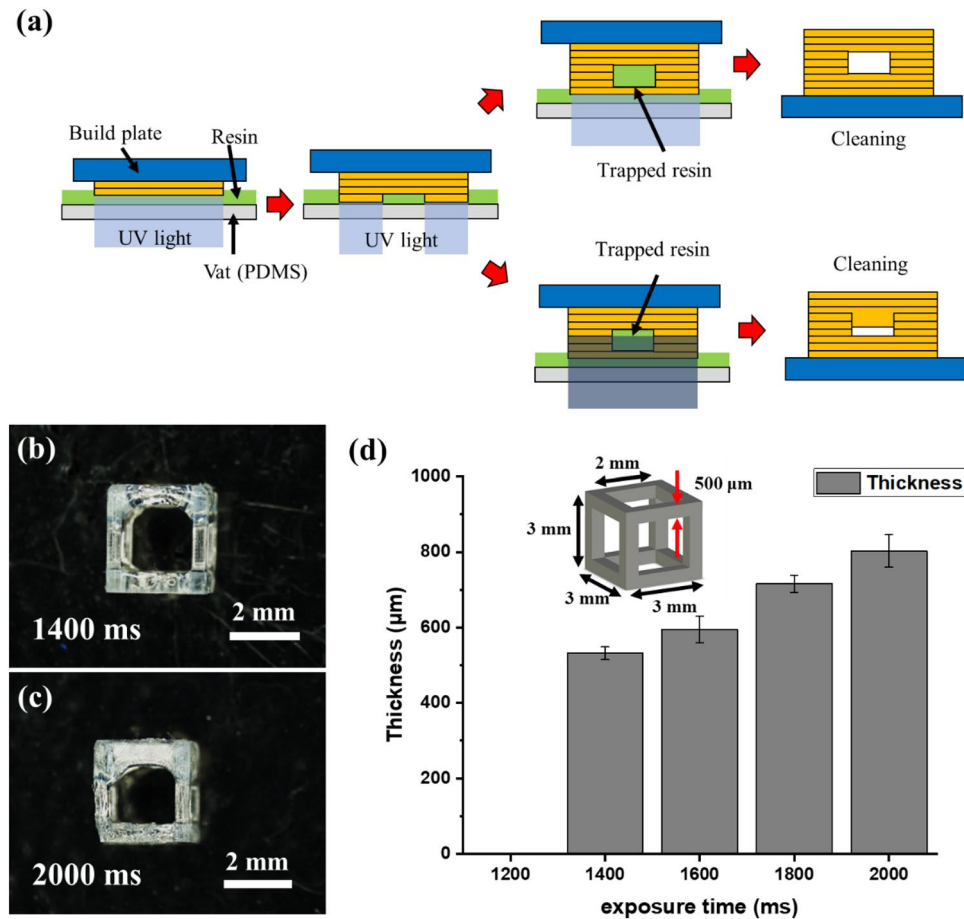 (a)
Build plate
Resin
UV light
Vat (PDMS)
UV light
Trapped resin
Cleaning
Trapped resin
Cleaning
(b)
1400 ms
2 mm
(c)
2000 ms
2 mm
(d)
Thickness
2 mm
500 μm
3 mm
3 mm
3 mm
Thickness (μm)
1000
800
600
400
200
0
1200
1400
1600
1800
2000
exposure time (ms)